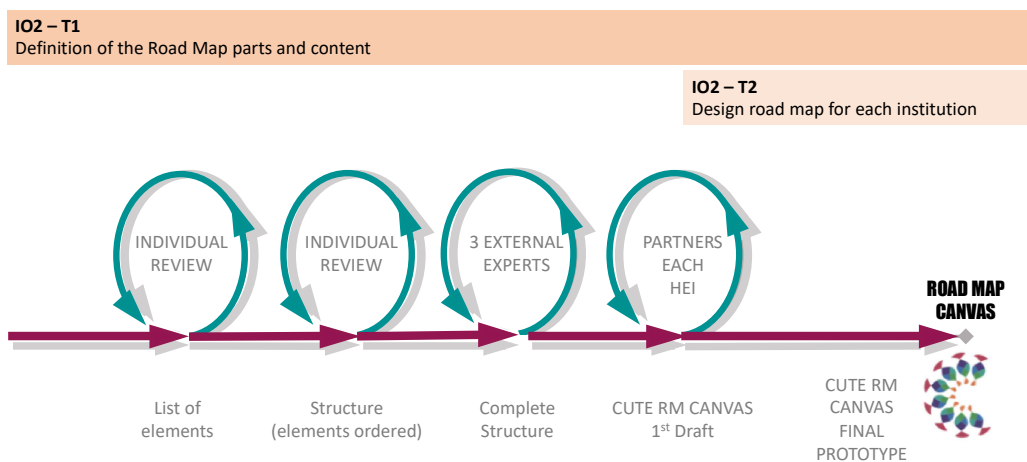 IO2 – T1
Definition of the Road Map parts and content
IO2 – T2
Design road map for each institution
INDIVIDUAL
REVIEW
INDIVIDUAL
REVIEW
3 EXTERNAL
EXPERTS
PARTNERS
EACH
HEI
ROAD MAP
CANVAS
List of
elements
Structure
(elements ordered)
Complete
Structure
CUTE RM CANVAS
1st Draft
CUTE RM
CANVAS
FINAL
PROTOTYPE